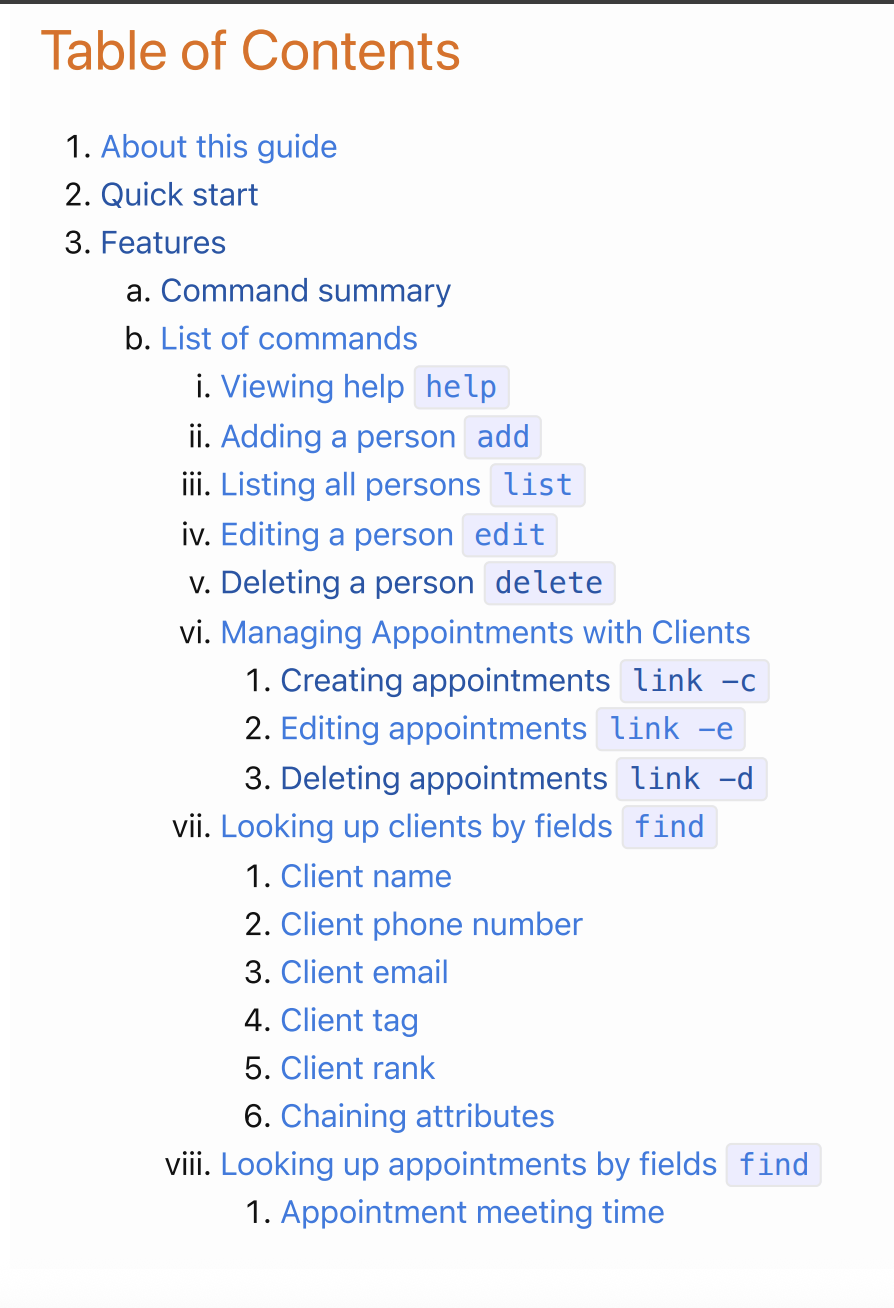 Table of Contents
1. About this guide
2. Quick start
3. Features
a. Command summary
b. List of commands
i. Viewing help help
ii. Adding a person add
iii. Listing all persons list
iv. Editing a person edit
v. Deleting a person delete
vi. Managing Appointments with Clients
1. Creating appointments link –c
2. Editing appointments link –e
3. Deleting appointments link –d
vii. Looking up clients by fields find
1. Client name
2. Client phone number
3. Client email
4. Client tag
5. Client rank
6. Chaining attributes
viii. Looking up appointments by fields find
1. Appointment meeting time